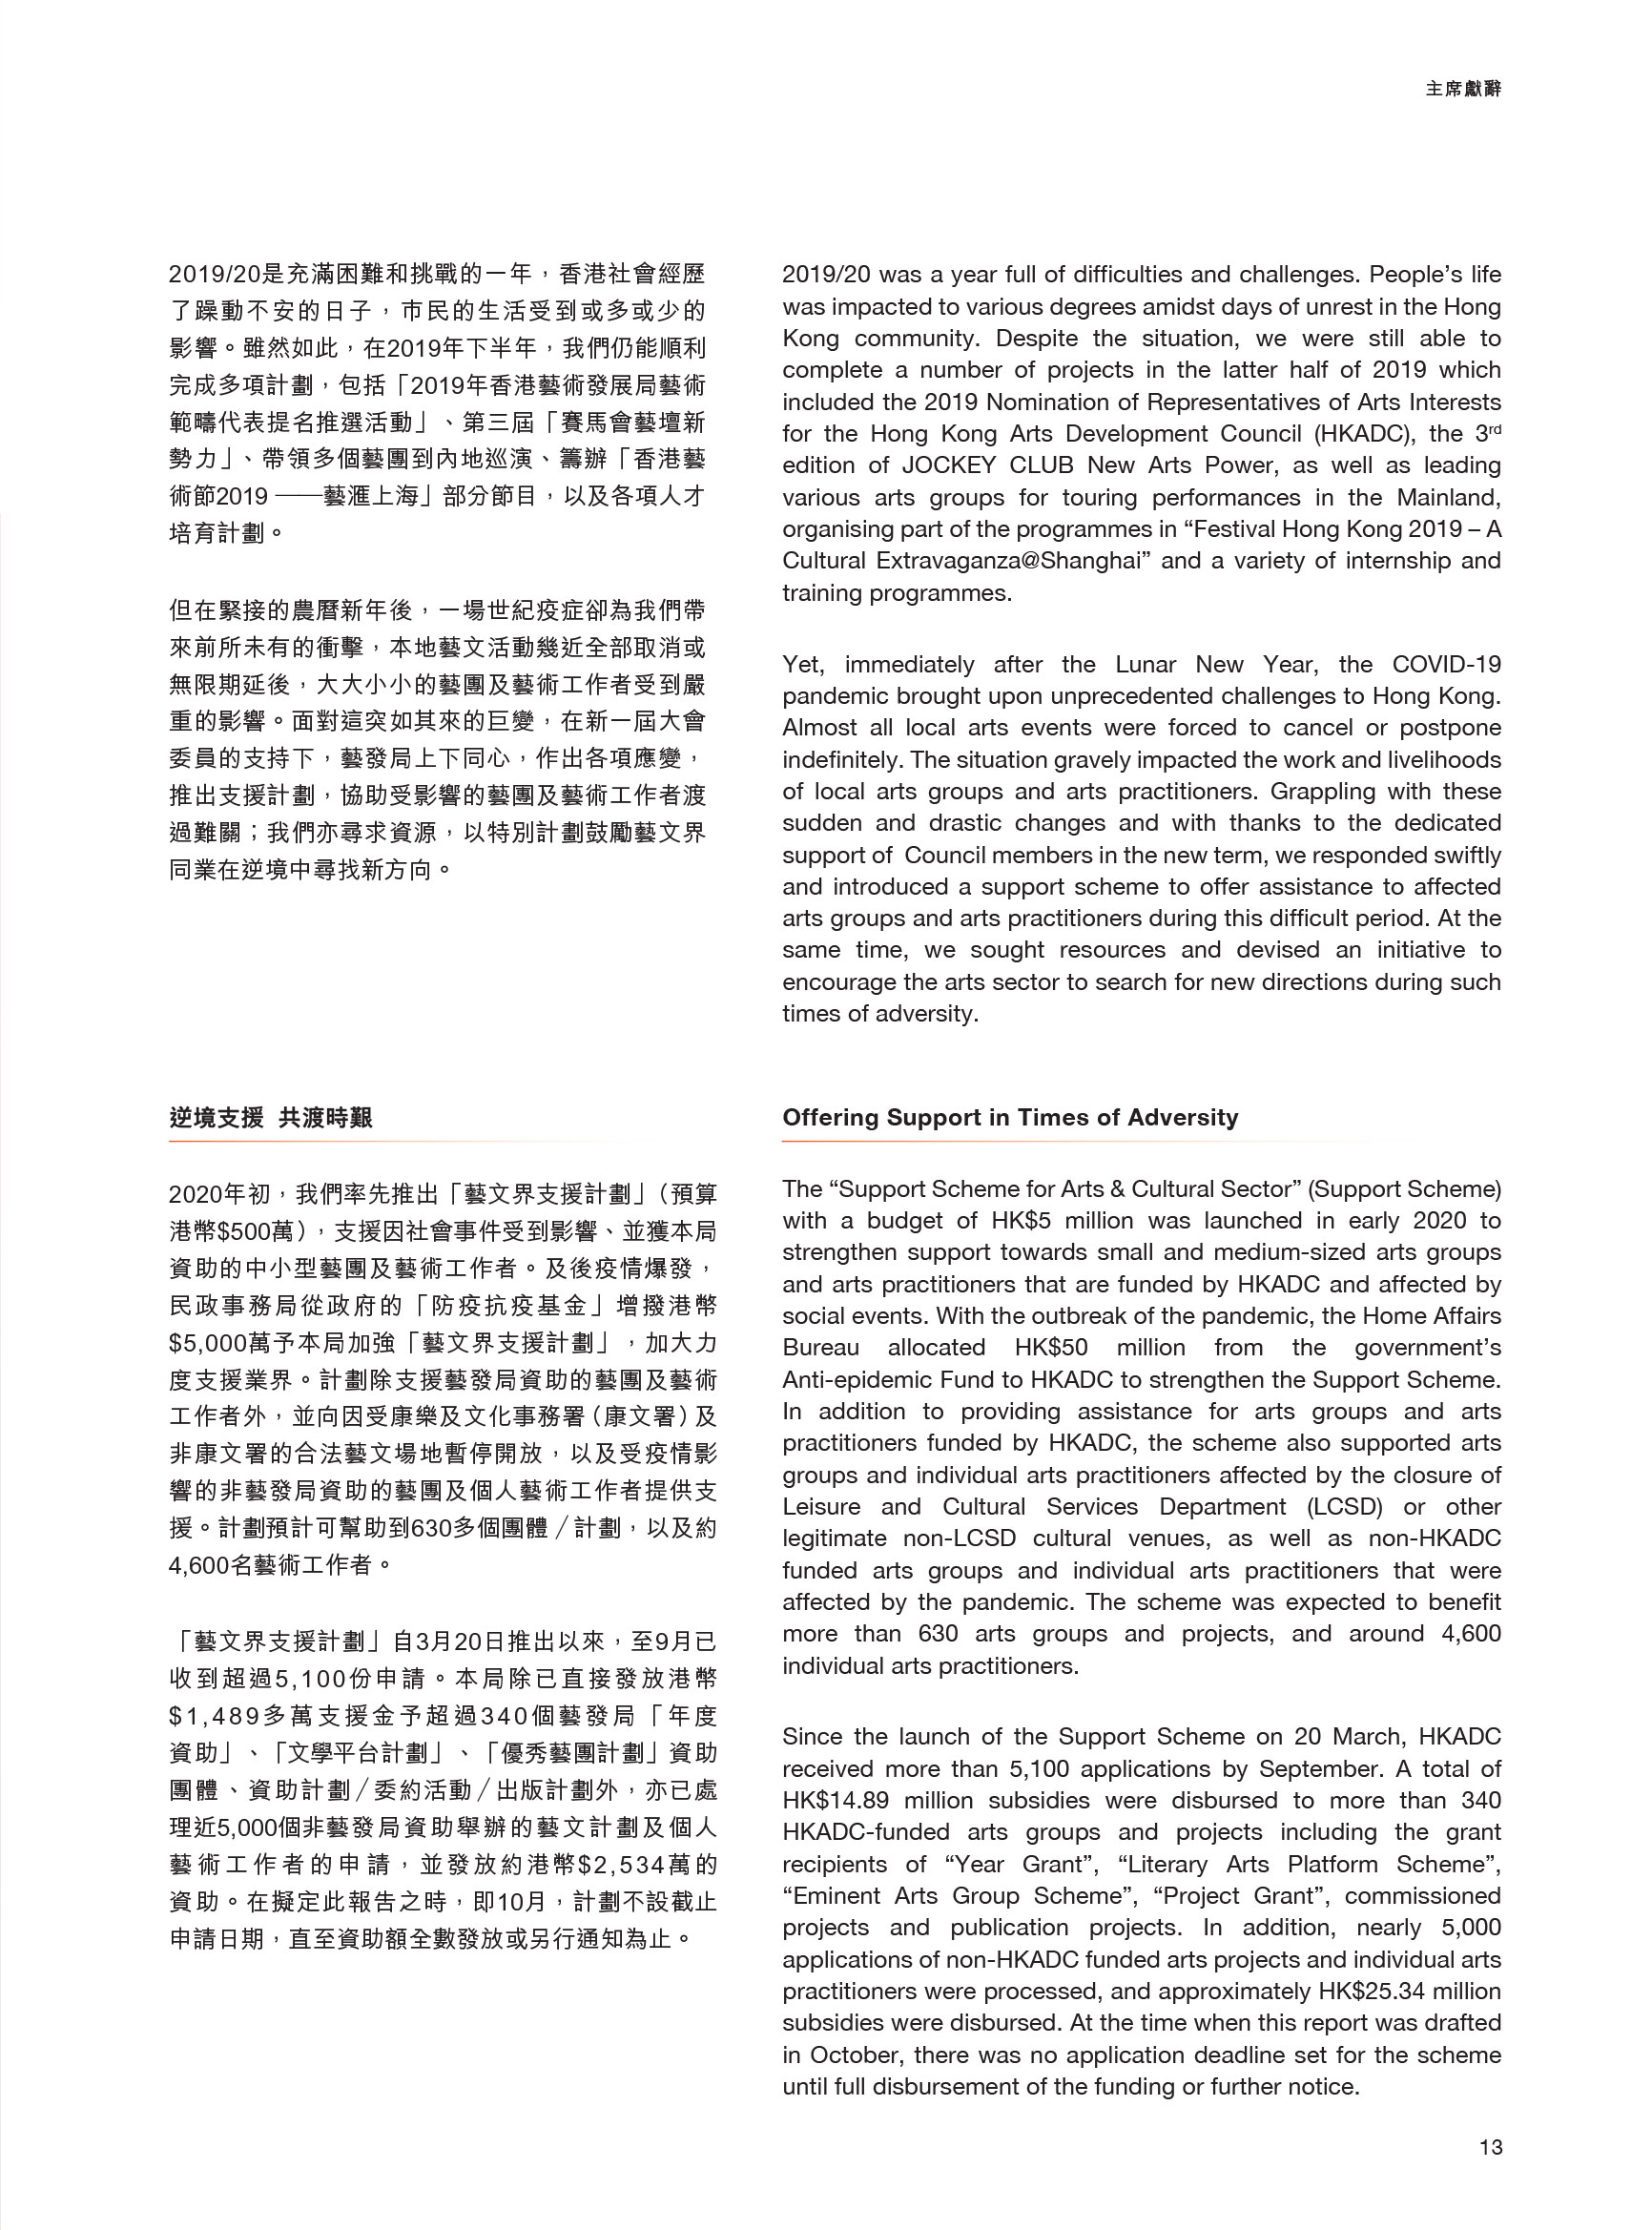 主席獻辭
2019/20是充滿困難和挑戰的一年，香港社會經歷
了躁動不安的日子，市民的生活受到或多或少的
影響。雖然如此，在2019年下半年，我們仍能順利
完成多項計劃，包括「2019年香港藝術發展局藝術
範疇代表提名推選活動」、第三屆「賽馬會藝壇新
勢力」、帶領多個藝團到內地巡演、籌辦「香港藝
術節2019 ——藝滙上海」部分節目，以及各項人才
培育計劃。
但在緊接的農曆新年後，一場世紀疫症卻為我們帶
來前所未有的衝擊，本地藝文活動幾近全部取消或
無限期延後，大大小小的藝團及藝術工作者受到嚴
重的影響。面對這突如其來的巨變，在新一屆大會
委員的支持下，藝發局上下同心，作出各項應變，
推出支援計劃，協助受影響的藝團及藝術工作者渡
過難關；我們亦尋求資源，以特別計劃鼓勵藝文界
同業在逆境中尋找新方向。
逆境支援 共渡時艱
2020年初，我們率先推出「藝文界支援計劃」（預算
港幣$500萬），支援因社會事件受到影響、並獲本局
資助的中小型藝團及藝術工作者。及後疫情爆發，
民政事務局從政府的「防疫抗疫基金」增撥港幣
$5,000萬予本局加強「藝文界支援計劃」，加大力
度支援業界。計劃除支援藝發局資助的藝團及藝術
工作者外，並向因受康樂及文化事務署（康文署）及
非康文署的合法藝文場地暫停開放，以及受疫情影
響的非藝發局資助的藝團及個人藝術工作者提供支
援。計劃預計可幫助到630多個團體／計劃，以及約
4,600名藝術工作者。
「藝文界支援計劃」自3月20日推出以來，至9月已
收到超過5,100份申請。本局除已直接發放港幣
$1,489多萬支援金予超過340個藝發局「年度
資助」、「文學平台計劃」、「優秀藝團計劃」資助
團體、資助計劃／委約活動／出版計劃外，亦已處
理近5,000個非藝發局資助舉辦的藝文計劃及個人
藝術工作者的申請，並發放約港幣$2,534萬的
資助。在擬定此報告之時，即10月，計劃不設截止
申請日期，直至資助額全數發放或另行通知為止。
2019/20 was a year full of difficulties and challenges. People’s life
was impacted to various degrees amidst days of unrest in the Hong
Kong community. Despite the situation, we were still able to
complete a number of projects in the latter half of 2019 which
included the 2019 Nomination of Representatives of Arts Interests
for the Hong Kong Arts Development Council (HKADC), the 3rd
edition of JOCKEY CLUB New Arts Power, as well as leading
various arts groups for touring performances in the Mainland,
organising part of the programmes in “Festival Hong Kong 2019 – A
Cultural Extravaganza@Shanghai” and a variety of internship and
training programmes.
Yet, immediately after the Lunar New Year, the COVID-19
pandemic brought upon unprecedented challenges to Hong Kong.
Almost all local arts events were forced to cancel or postpone
indefinitely. The situation gravely impacted the work and livelihoods
of local arts groups and arts practitioners. Grappling with these
sudden and drastic changes and with thanks to the dedicated
support of Council members in the new term, we responded swiftly
and introduced a support scheme to offer assistance to affected
arts groups and arts practitioners during this difficult period. At the
same time, we sought resources and devised an initiative to
encourage the arts sector to search for new directions during such
times of adversity.
Offering Support in Times of Adversity
The “Support Scheme for Arts & Cultural Sector” (Support Scheme)
with a budget of HK$5 million was launched in early 2020 to
strengthen support towards small and medium-sized arts groups
and arts practitioners that are funded by HKADC and affected by
social events. With the outbreak of the pandemic, the Home Affairs
Bureau allocated HK$50 million from the government’s
Anti-epidemic Fund to HKADC to strengthen the Support Scheme.
In addition to providing assistance for arts groups and arts
practitioners funded by HKADC, the scheme also supported arts
groups and individual arts practitioners affected by the closure of
Leisure and Cultural Services Department (LCSD) or other
legitimate non-LCSD cultural venues, as well as non-HKADC
funded arts groups and individual arts practitioners that were
affected by the pandemic. The scheme was expected to benefit
more than 630 arts groups and projects, and around 4,600
individual arts practitioners.
Since the launch of the Support Scheme on 20 March, HKADC
received more than 5,100 applications by September. A total of
HK$14.89 million subsidies were disbursed to more than 340
HKADC-funded arts groups and projects including the grant
recipients of “Year Grant”, “Literary Arts Platform Scheme”,
“Eminent Arts Group Scheme”, “Project Grant”, commissioned
projects and publication projects. In addition, nearly 5,000
applications of non-HKADC funded arts projects and individual arts
practitioners were processed, and approximately HK$25.34 million
subsidies were disbursed. At the time when this report was drafted
in October, there was no application deadline set for the scheme
until full disbursement of the funding or further notice.
13